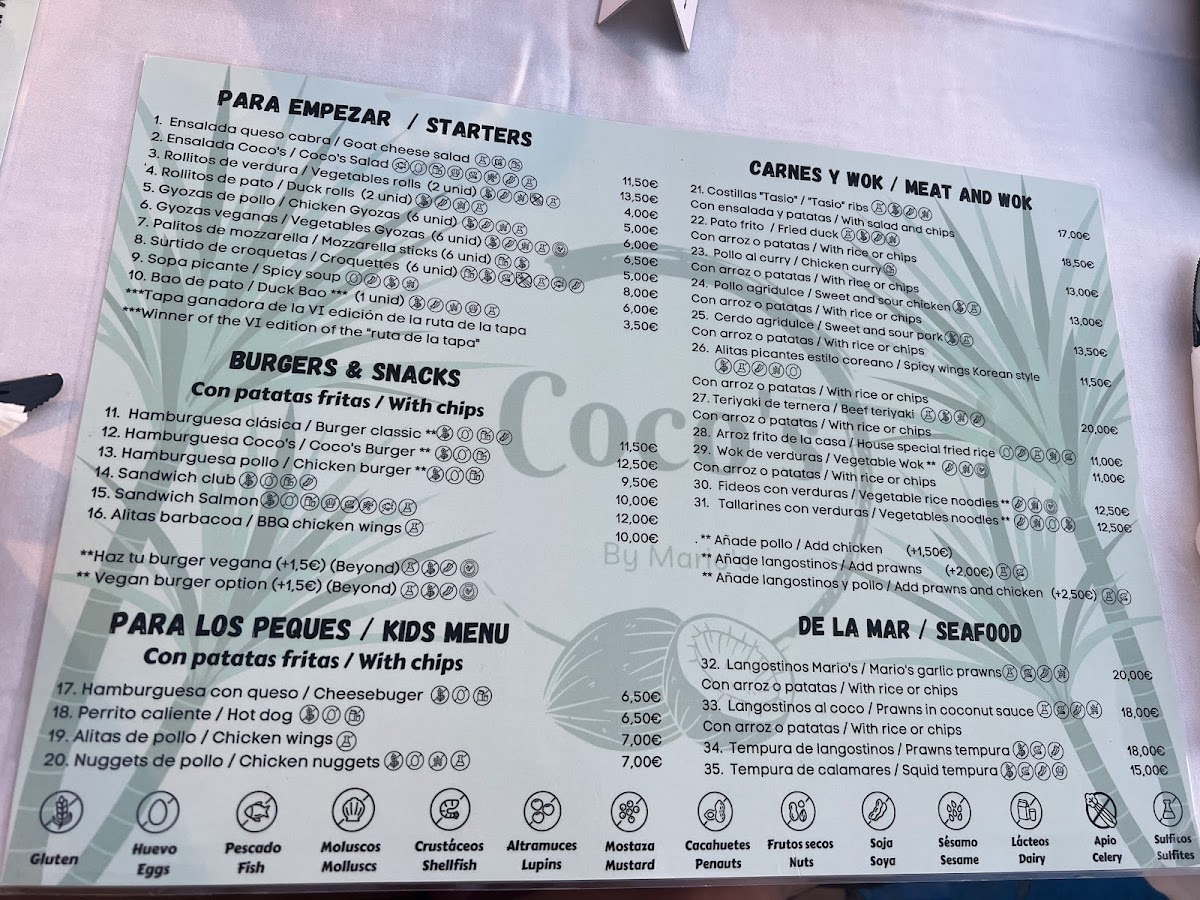 PARA EMPEZAR / STARTERS
1. Ensalada queso cabra / Goat cheese salad 11,50€
2. Ensalada Coco's / Coco's Salad 13,50€
3. Rollitos de verdura / Vegetables rolls (2 unid) 4,00€
4. Rollitos de pato / Duck rolls (2 unid) 5,00€
5. Gyozas de pollo / Chicken Gyozas (6 unid) 6,00€
6. Gyozas veganas / Vegetables Gyozas (6 unid) 6,50€
7. Palitos de mozzarella / Mozzarella sticks (6 unid) 5,00€
8. Surtido de croquetas / Croquettes (6 unid) 8,00€
9. Sopa picante / Spicy soup 6,00€
10. Bao de pato / Duck Bao *** (1 unid) 3,50€
***Tapa ganadora de la VI edición de la ruta de la tapa
***Winner of the VI edition of the "ruta de la tapa"
BURGERS & SNACKS
Con patatas fritas / With chips
11. Hamburguesa clásica / Burger classic ** 11,50€
12. Hamburguesa Coco's / Coco's Burger ** 12,50€
13. Hamburguesa pollo / Chicken burger ** 9,50€
14. Sandwich club 10,00€
15. Sandwich Salmon 12,00€
16. Alitas barbacoa / BBQ chicken wings 10,00€
**Haz tu burger vegana (+1,5€) (Beyond)
** Vegan burger option (+1,5€) (Beyond)
PARA LOS PEQUES / KIDS MENU
Con patatas fritas / With chips
17. Hamburguesa con queso / Cheesebuger 6,50€
18. Perrito caliente / Hot dog 6,50€
19. Alitas de pollo / Chicken wings 7,00€
20. Nuggets de pollo / Chicken nuggets 7,00€
CARNES Y WOK / MEAT AND WOK
21. Costillas "Tasio" / "Tasio" ribs 17,00€
Con ensalada y patatas / With salad and chips
22. Pato frito / Fried duck 18,50€
Con arroz o patatas / With rice or chips
23. Pollo al curry / Chicken curry 13,00€
Con arroz o patatas / With rice or chips
24. Pollo agridulce / Sweet and sour chicken 13,00€
Con arroz o patatas / With rice or chips
25. Cerdo agridulce / Sweet and sour pork 13,50€
Con arroz o patatas / With rice or chips
26. Alitas picantes estilo coreano / Spicy wings Korean style 11,50€
Con arroz o patatas / With rice or chips
27. Teriyaki de ternera / Beef teriyaki 20,00€
Con arroz o patatas / With rice or chips
28. Arroz frito de la casa / House special fried rice 11,00€
29. Wok de verduras / Vegetable Wok ** 11,00€
Con arroz o patatas / With rice or chips
30. Fideos con verduras / Vegetable rice noodles ** 12,50€
31. Tallarines con verduras / Vegetables noodles ** 12,50€
. ** Añade pollo / Add chicken (+1,50€)
** Añade langostinos / Add prawns (+2,00€)
** Añade langostinos y pollo / Add prawns and chicken (+2,50€)
DE LA MAR / SEAFOOD
32. Langostinos Mario's / Mario's garlic prawns 20,00€
Con arroz o patatas / With rice or chips
33. Langostinos al coco / Prawns in coconut sauce 18,00€
Con arroz o patatas / With rice or chips
34. Tempura de langostinos / Prawns tempura 18,00€
35. Tempura de calamares / Squid tempura 15,00€
Coco's
By Mario
Gluten
Huevo
Eggs
Pescado
Fish
Moluscos
Molluscs
Crustáceos
Shellfish
Altramuces
Lupins
Mostaza
Mustard
Cacahuetes
Penauts
Frutos secos
Nuts
Soja
Soya
Sésamo
Sesame
Lácteos
Dairy
Apio
Celery
Sulfitos
Sulfites